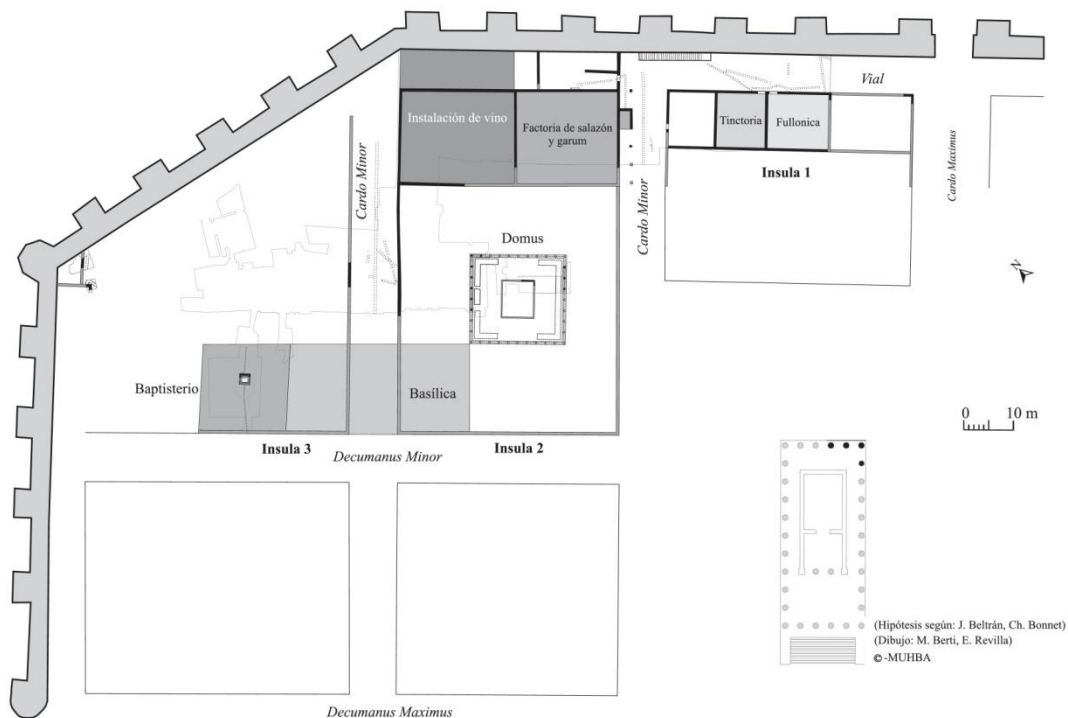 Vial
Instalación de vino
Factoria de salazón
y garum
Tinctoria
Fullonica
Cardo Minor
Cardo Minor
Insula 1
Cardo Maximus
Domus
N
Baptisterio
Basílica
0 10 m
Insula 3
Insula 2
Decumanus Minor
(Hipótesis según: J. Beltrán, Ch. Bonnet)
(Dibujo: M. Berti, E. Revilla)
©-MUHBA
Decumanus Maximus